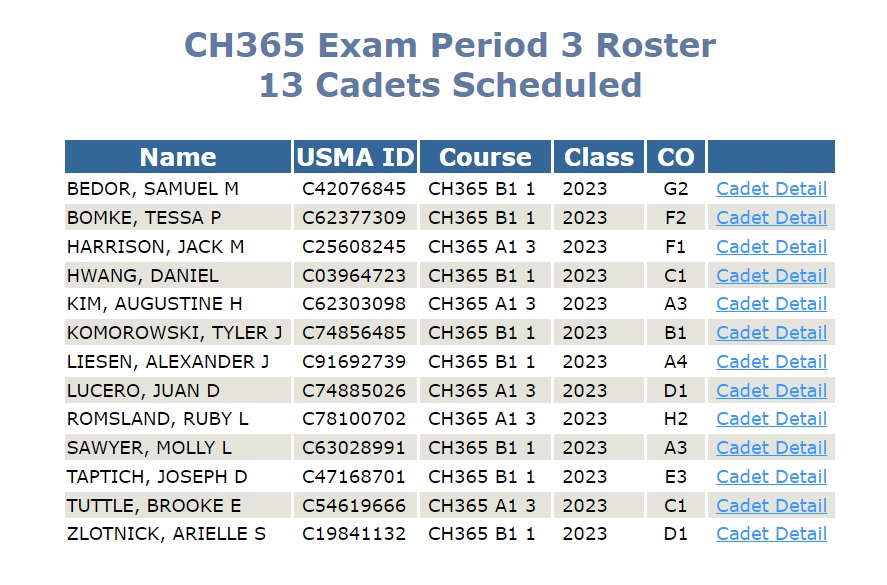 CH365 Exam Period 3 Roster
13 Cadets Scheduled
Name USMA ID Course Class CO
BEDOR, SAMUEL M C42076845 CH365 B1 1 2023 G2 Cadet Detail
BOMKE, TESSA P C62377309 CH365 B1 1 2023 F2 Cadet Detail
HARRISON, JACK M C25608245 CH365 A1 3 2023 F1 Cadet Detail
HWANG, DANIEL C03964723 CH365 B1 1 2023 C1 Cadet Detail
KIM, AUGUSTINE H C62303098 CH365 A1 3 2023 A3 Cadet Detail
KOMOROWSKI, TYLER J C74856485 CH365 B1 1 2023 B1 Cadet Detail
LIESEN, ALEXANDER J C91692739 CH365 B1 1 2023 A4 Cadet Detail
LUCERO, JUAN D C74885026 CH365 A1 3 2023 D1 Cadet Detail
ROMSLAND, RUBY L C78100702 CH365 A1 3 2023 H2 Cadet Detail
SAWYER, MOLLY L C63028991 CH365 B1 1 2023 A3 Cadet Detail
TAPTICH, JOSEPH D C47168701 CH365 B1 1 2023 E3 Cadet Detail
TUTTLE, BROOKE E C54619666 CH365 A1 3 2023 C1 Cadet Detail
ZLOTNICK, ARIELLE S C19841132 CH365 B1 1 2023 D1 Cadet Detail